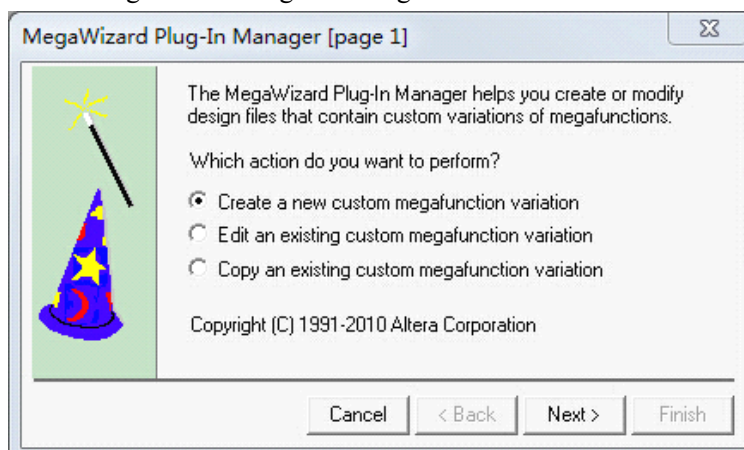 MegaWizard Plug-In Manager [page 1]
The MegaWizard Plug-In Manager helps you create or modify
design files that contain custom variations of megafunctions.
Which action do you want to perform?
Create a new custom megafunction variation
Edit an existing custom megafunction variation
Copy an existing custom megafunction variation
Copyright (C) 1991-2010 Altera Corporation
Cancel
< Back
Next >
Finish